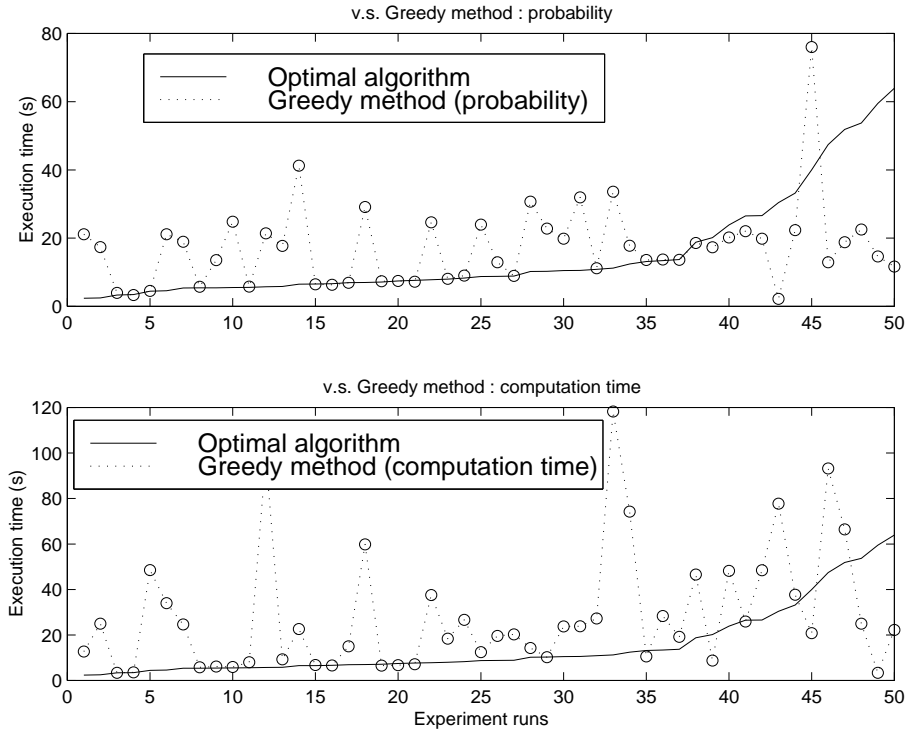 v.s. Greedy method : probability
80
60
40
20
0
Execution time (s)
Optimal algorithm
Greedy method (probability)
0 5 10 15 20 25 30 35 40 45 50
v.s. Greedy method : computation time
120
100
80
60
40
20
0
Execution time (s)
Optimal algorithm
Greedy method (computation time)
0 5 10 15 20 25 30 35 40 45 50
Experiment runs